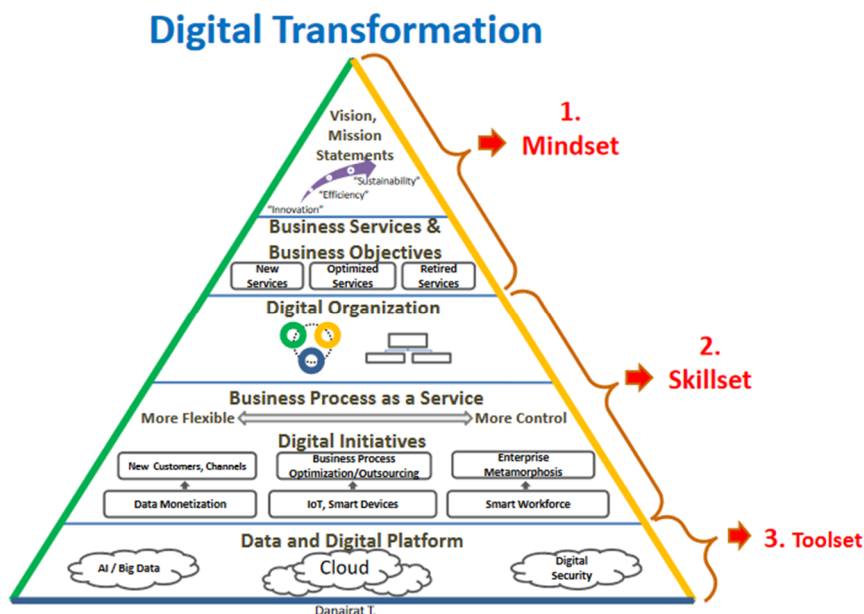 Digital Transformation
Vision,
Mission
Statements
"Sustainability"
"Efficiency"
"Innovation"
1.
Mindset
Business Services &
Business Objectives
New
Services
Optimized
Services
Retired
Services
Digital Organization
2.
Skillset
Business Process as a Service
More Flexible
More Control
Digital Initiatives
New Customers, Channels
Business Process
Optimization/Outsourcing
Enterprise
Metamorphosis
Data Monetization
IoT, Smart Devices
Smart Workforce
3. Toolset
Data and Digital Platform
AI / Big Data
Cloud
Digital
Security
Danairat T.